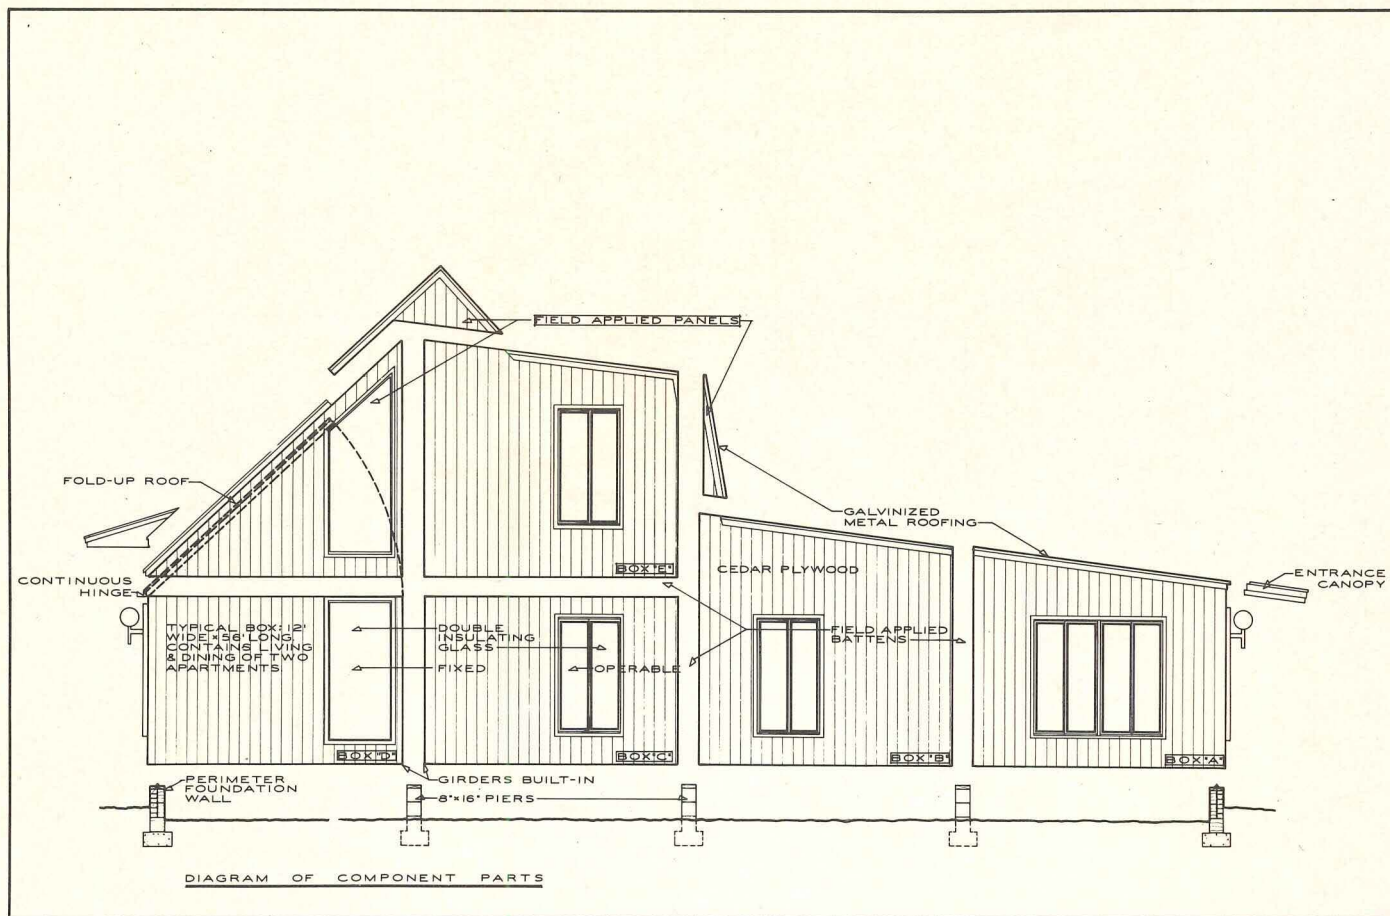 FIELD APPLIED PANELS
FOLD-UP ROOF
GALVINIZED
METAL ROOFING
BOX "E"
CEDAR PLYWOOD
CONTINUOUS
HINGE
ENTRANCE
CANOPY
TYPICAL BOX: 12'
WIDE × 56' LONG
CONTAINS LIVING
& DINING OF TWO
APARTMENTS
DOUBLE
INSULATING
GLASS
FIXED
OPERABLE
FIELD APPLIED
BATTENS
BOX "D"
BOX "C"
BOX "B"
BOX "A"
PERIMETER
FOUNDATION
WALL
GIRDERS BUILT-IN
8"×16" PIERS
DIAGRAM OF COMPONENT PARTS